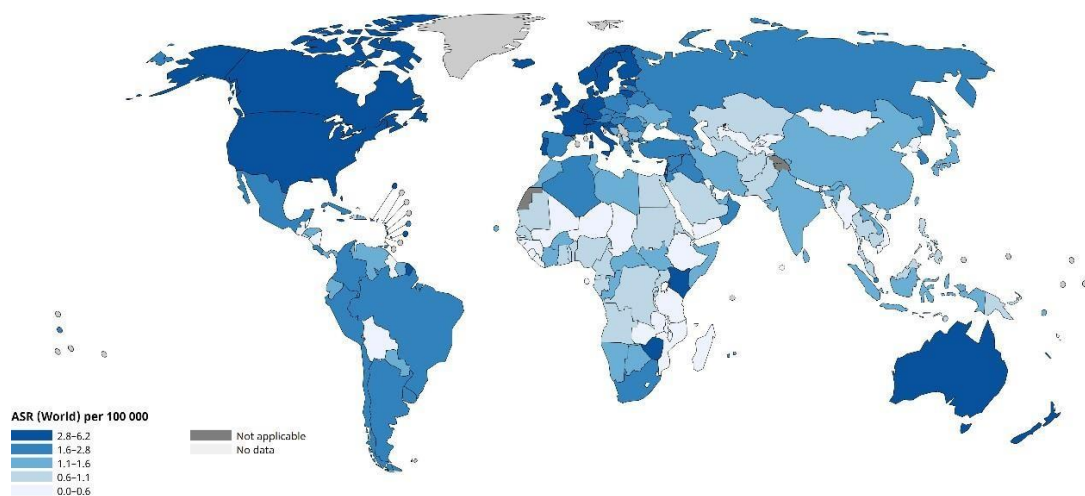 ASR (World) per 100 000
2.8–6.2
1.6–2.8
1.1–1.6
0.6–1.1
0.0–0.6
Not applicable
No data